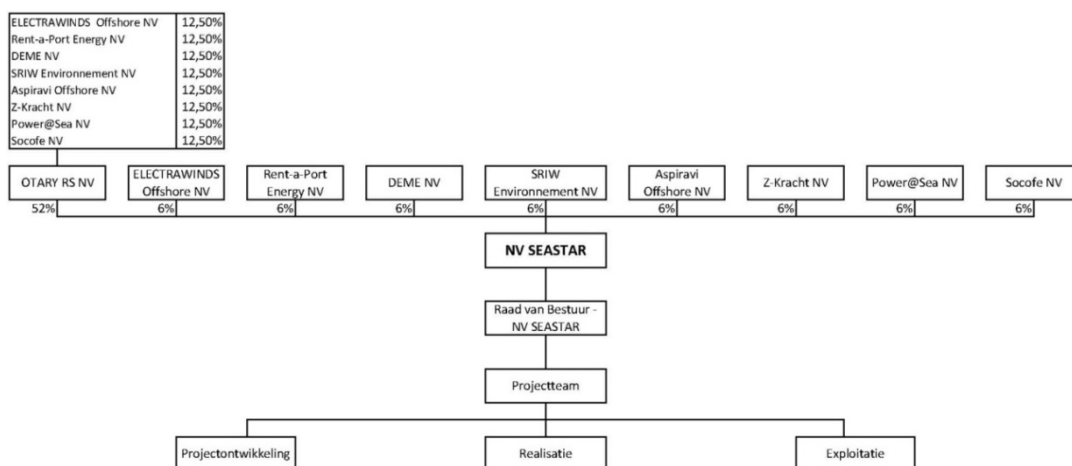 ELECTRAWINDS Offshore NV 12,50%
Rent-a-Port Energy NV 12,50%
DEME NV 12,50%
SRIW Environnement NV 12,50%
Aspiravi Offshore NV 12,50%
Z-Kracht NV 12,50%
Power@Sea NV 12,50%
Socofe NV 12,50%
OTARY RS NV
ELECTRAWINDS
Offshore NV
Rent-a-Port
Energy NV
DEME NV
SRIW
Environnement NV
Aspiravi
Offshore NV
Z-Kracht NV
Power@Sea NV
Socofe NV
52% 6% 6% 6% 6% 6% 6% 6% 6%
NV SEASTAR
Raad van Bestuur -
NV SEASTAR
Projectteam
Projectontwikkeling
Realisatie
Exploitatie